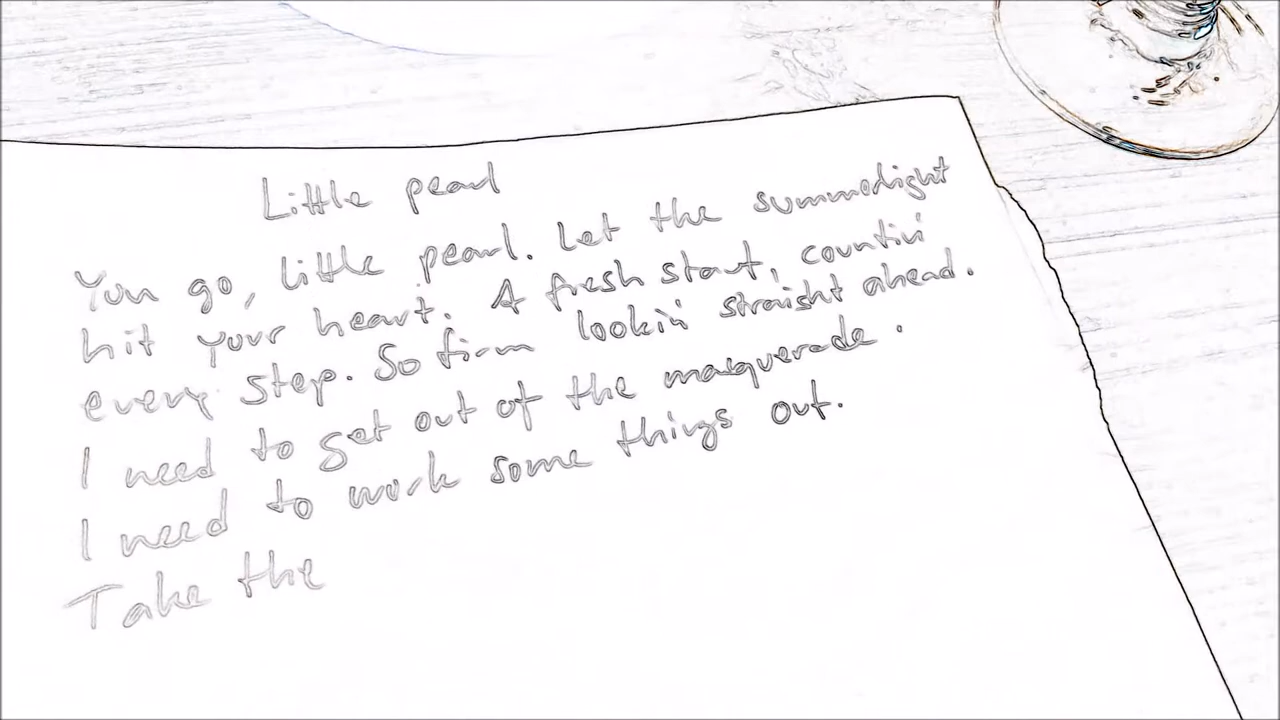 Little pearl
You go, little pearl. Let the summerlight
hit your heart. A fresh start, countin'
every step. So firm lookin' straight ahead.
I need to get out of the masquerade.
I need to work some things out.
Take the